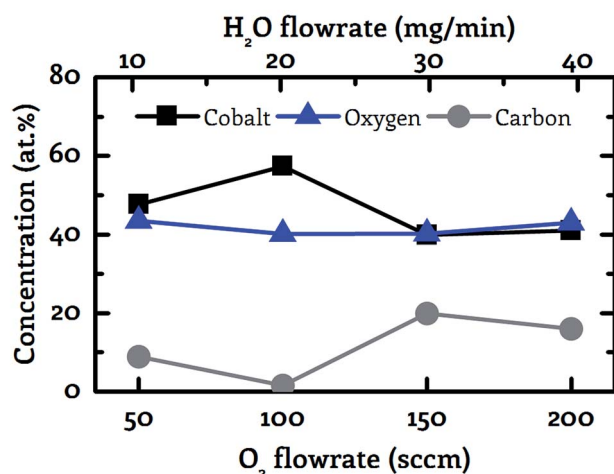 H₂O flowrate (mg/min)
10 20 30 40
80
Cobalt Oxygen Carbon
60
40
20
0
Concentration (at.%)
50 100 150 200
O₃ flowrate (sccm)